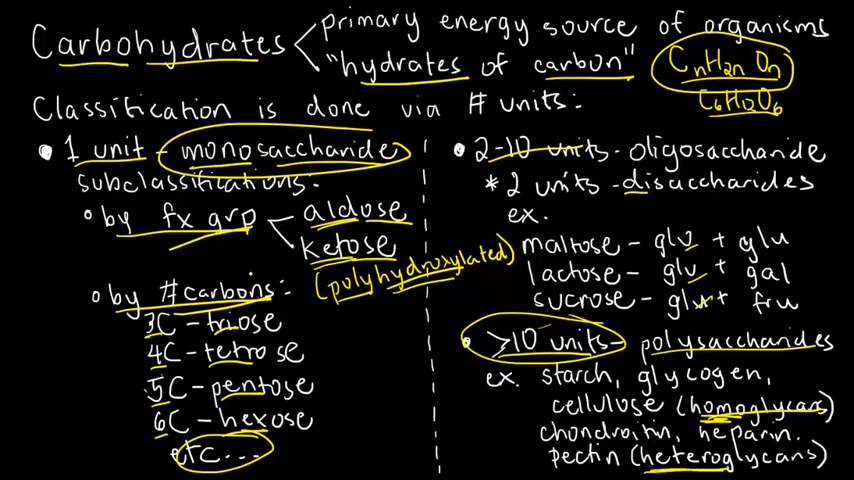 Carbohydrates < primary energy source of organisms
"hydrates of carbon"
CnH2nOn
C6H12O6
Classification is done via # units:
• 1 unit - monosaccharide
subclassifications:
• by fx grp < aldose
ketose
(polyhydroxylated)
• by #carbons:
3C - triose
4C - tetrose
5C - pentose
6C - hexose
etc...
• 2-10 units - oligosaccharide
* 2 units - disaccharides
ex.
maltose - glu + glu
lactose - glu + gal
sucrose - glu + fru
• >10 units - polysaccharides
ex. starch, glycogen,
cellulose (homoglycans)
chondroitin, heparin.
pectin (heteroglycans)